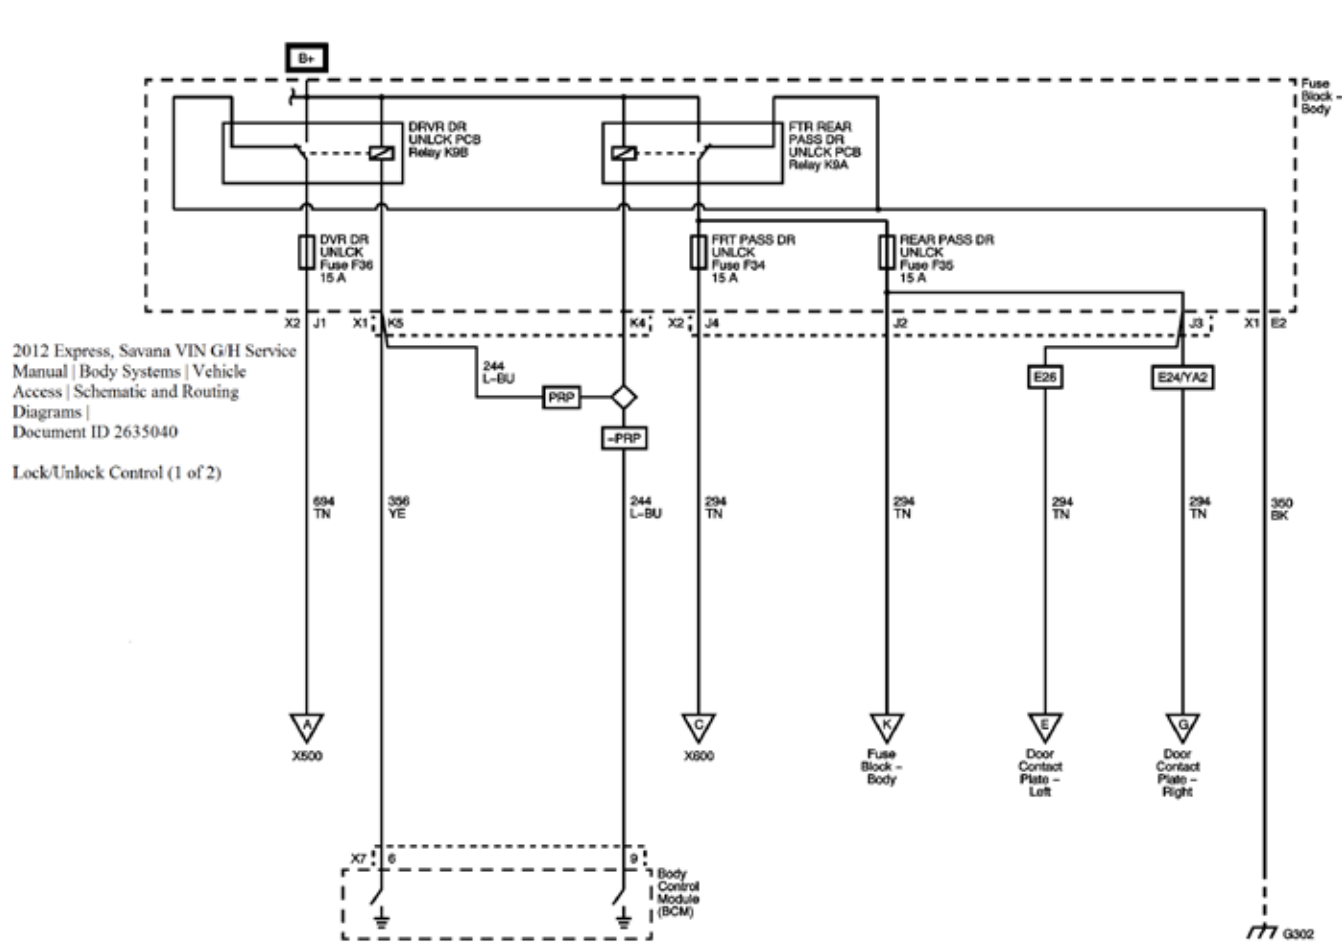 B+
Fuse
Block –
Body
DRVR DR
UNLCK PCB
Relay K9B
FTR REAR
PASS DR
UNLCK PCB
Relay K9A
DVR DR
UNLCK
Fuse F36
15 A
FRT PASS DR
UNLCK
Fuse F34
15 A
REAR PASS DR
UNLCK
Fuse F35
15 A
X2 J1 X1 K5 K4 X2 J4 J2 J3 X1 E2
2012 Express, Savana VIN G/H Service
Manual | Body Systems | Vehicle
Access | Schematic and Routing
Diagrams |
Document ID 2635040
Lock/Unlock Control (1 of 2)
244
L–BU
PRP
–PRP
E26
E24/YA2
694
TN
356
YE
244
L–BU
294
TN
294
TN
294
TN
294
TN
350
BK
A
X500
C
X600
K
Fuse
Block –
Body
E
Door
Contact
Plate –
Left
G
Door
Contact
Plate –
Right
X7 6 9
Body
Control
Module
(BCM)
G302